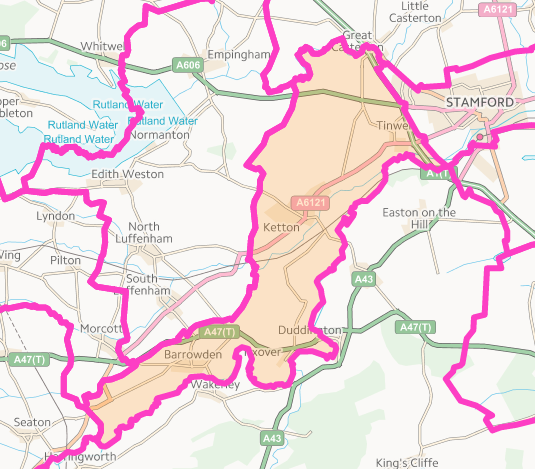 Little
Casterton
A6121
Great
Casterton
Whitwell
Empingham
A606
STAMFORD
Rutland Water
Rutland Water
Rutland Water
Rutland Water
Normanton
Tinwell
Edith Weston
A1(T)
Lyndon
A6121
Easton on the
Hill
North
Luffenham
Ketton
Pilton
South
Luffenham
A43
Morcott
A47(T)
Duddington
A47(T)
A47(T)
Barrowden
Tixover
Wakerley
Seaton
Harringworth
A43
King's Cliffe